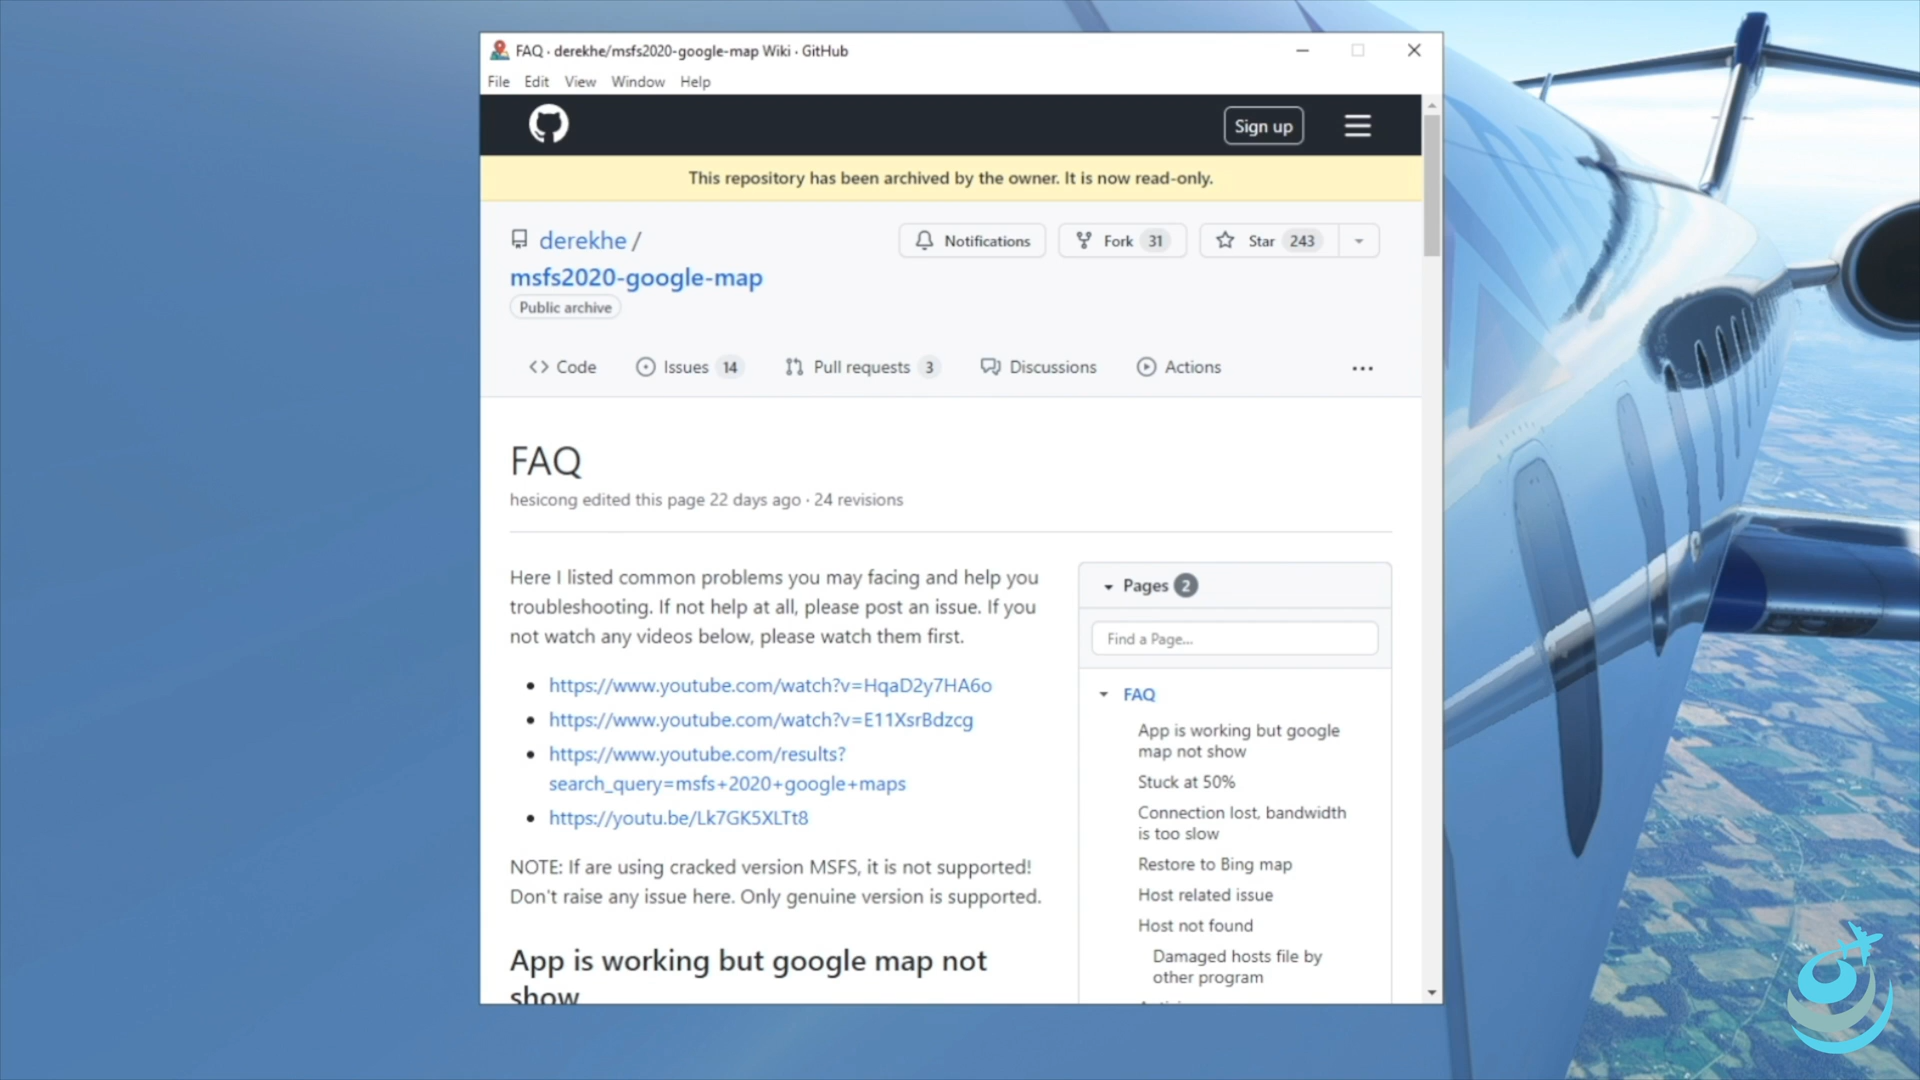 FAQ · derekhe/msfs2020-google-map Wiki · GitHub
File Edit View Window Help
Sign up
This repository has been archived by the owner. It is now read-only.
derekhe /
msfs2020-google-map
Public archive
Notifications
Fork 31
Star 243
Code
Issues 14
Pull requests 3
Discussions
Actions
FAQ
hesicong edited this page 22 days ago · 24 revisions
Here I listed common problems you may facing and help you
troubleshooting. If not help at all, please post an issue. If you
not watch any videos below, please watch them first.
• https://www.youtube.com/watch?v=HqaD2y7HA6o
• https://www.youtube.com/watch?v=E11XsrBdzcg
• https://www.youtube.com/results?
search_query=msfs+2020+google+maps
• https://youtu.be/Lk7GK5XLTt8
NOTE: If are using cracked version MSFS, it is not supported!
Don't raise any issue here. Only genuine version is supported.
App is working but google map not
show
Pages 2
Find a Page...
FAQ
App is working but google
map not show
Stuck at 50%
Connection lost, bandwidth
is too slow
Restore to Bing map
Host related issue
Host not found
Damaged hosts file by
other program